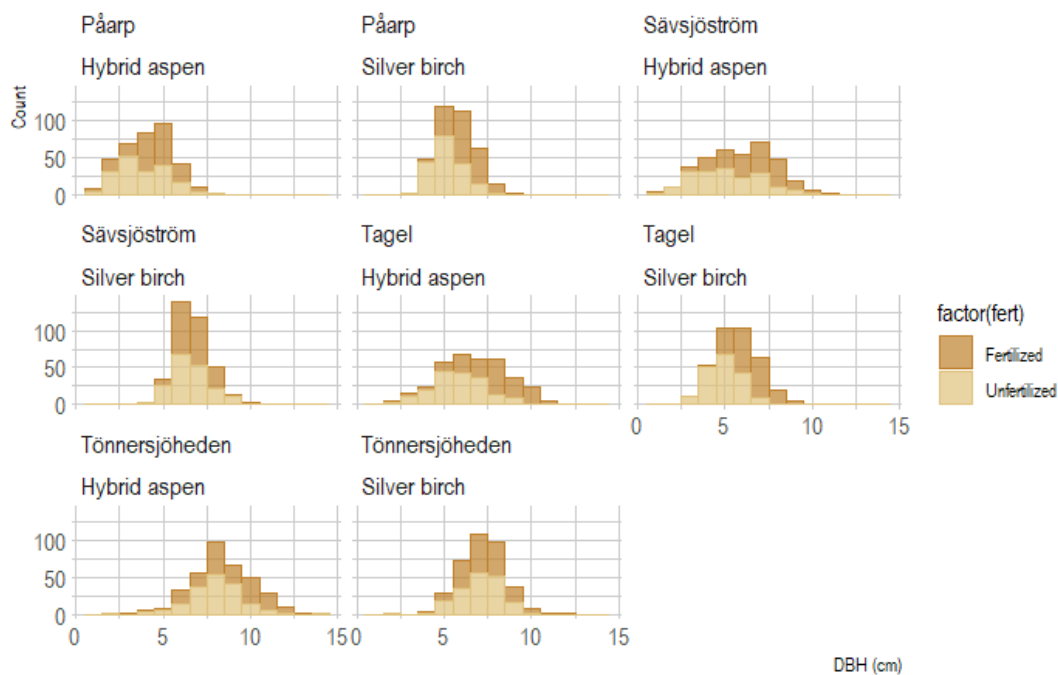 Påarp
Hybrid aspen
Påarp
Silver birch
Sävsjöström
Hybrid aspen
Count
100
50
0
Sävsjöström
Silver birch
Tagel
Hybrid aspen
Tagel
Silver birch
100
50
0
0 5 10 15
factor(fert)
Fertilized
Unfertilized
Tönnersjöheden
Hybrid aspen
Tönnersjöheden
Silver birch
100
50
0
0 5 10 15
0 5 10 15
DBH (cm)